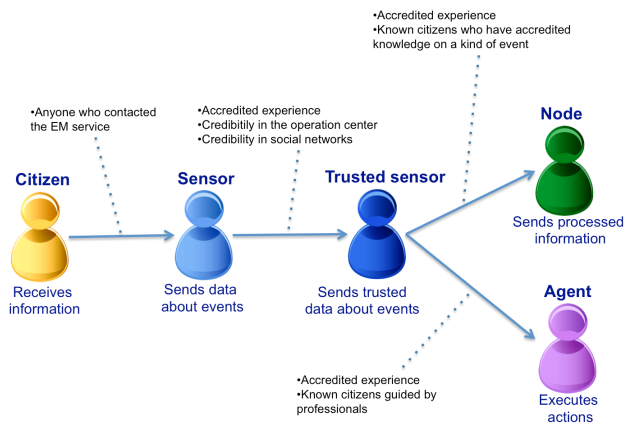 •Accredited experience
•Known citizens who have accredited
knowledge on a kind of event
•Anyone who contacted
the EM service
•Accredited experience
•Credibitily in the operation center
•Credibility in social networks
Citizen
Receives
information
Sensor
Sends data
about events
Trusted sensor
Sends trusted
data about events
Node
Sends processed
information
Agent
Executes
actions
•Accredited experience
•Known citizens guided by
professionals